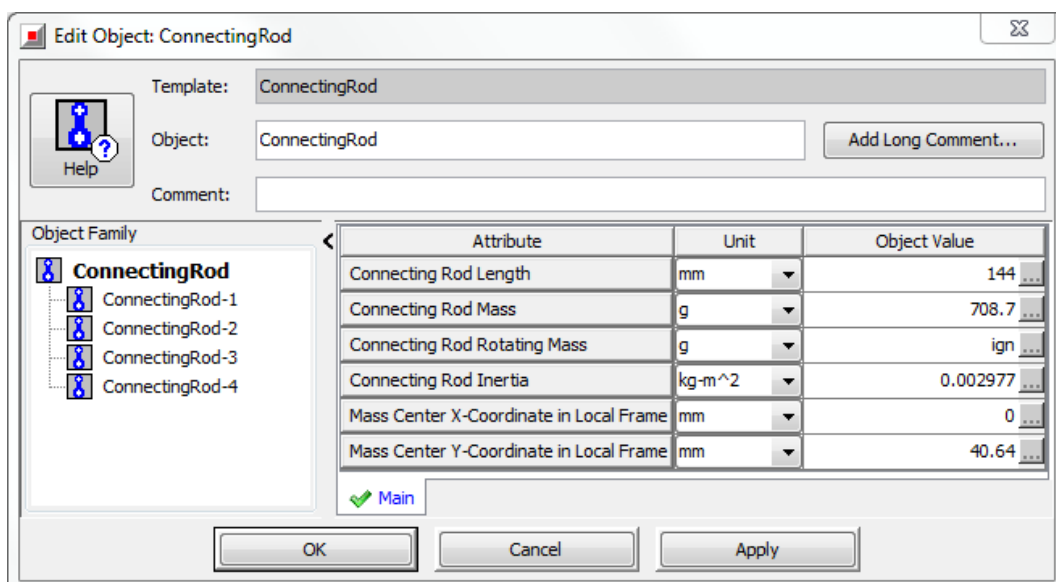 Edit Object: ConnectingRod
Template: ConnectingRod
Help
Object: ConnectingRod Add Long Comment...
Comment:
Object Family
ConnectingRod
ConnectingRod-1
ConnectingRod-2
ConnectingRod-3
ConnectingRod-4
Attribute Unit Object Value
Connecting Rod Length mm 144 ...
Connecting Rod Mass g 708.7 ...
Connecting Rod Rotating Mass g ign ...
Connecting Rod Inertia kg-m^2 0.002977 ...
Mass Center X-Coordinate in Local Frame mm 0 ...
Mass Center Y-Coordinate in Local Frame mm 40.64 ...
Main
OK Cancel Apply